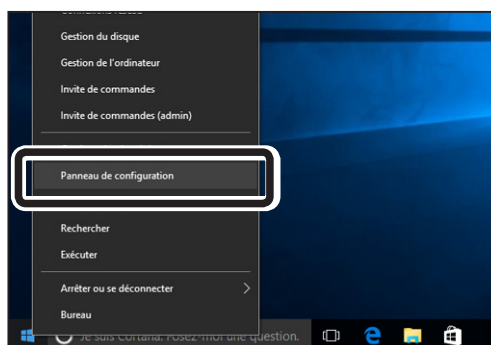 Gestion du disque
Gestion de l'ordinateur
Invite de commandes
Invite de commandes (admin)
Panneau de configuration
Rechercher
Exécuter
Arrêter ou se déconnecter
Bureau
Je suis Cortana. Posez-moi une question.